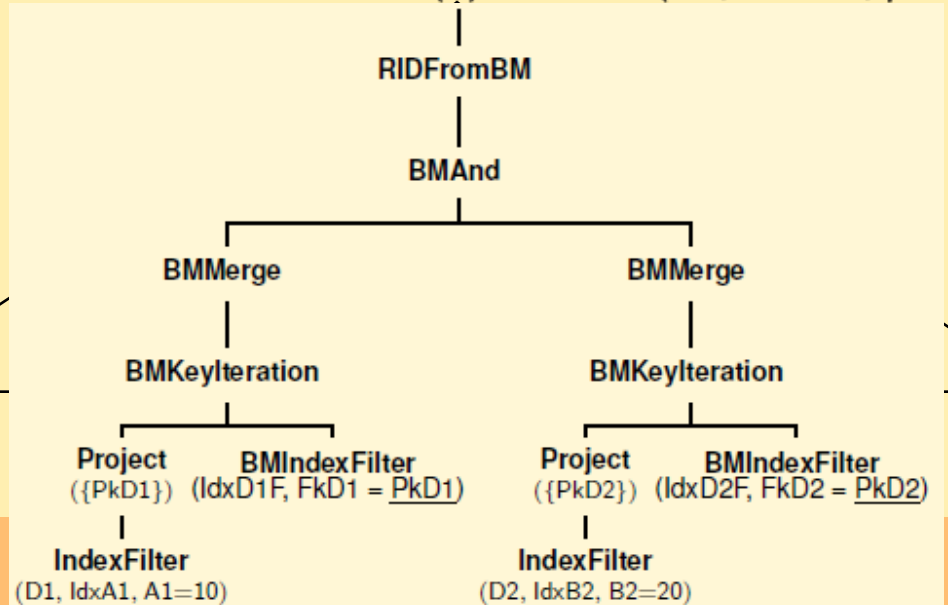 RIDFromBM
BMAnd
BMMerge BMMerge
BMKeyIteration BMKeyIteration
Project BMIndexFilter Project BMIndexFilter
({PkD1}) (IdxD1F, FkD1 = PkD1) ({PkD2}) (IdxD2F, FkD2 = PkD2)
IndexFilter IndexFilter
(D1, IdxA1, A1=10) (D2, IdxB2, B2=20)